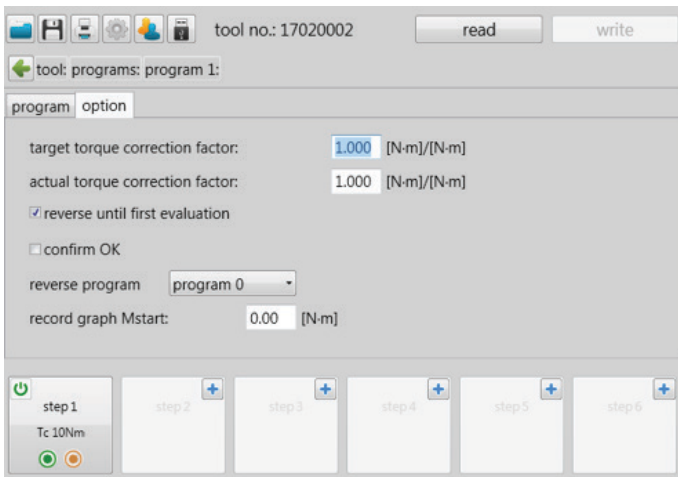 tool no.: 17020002 read write
tool: programs: program 1:
program option
target torque correction factor: 1.000 [N·m]/[N·m]
actual torque correction factor: 1.000 [N·m]/[N·m]
reverse until first evaluation
confirm OK
reverse program program 0
record graph Mstart: 0.00 [N·m]
step 1 step 2 step 3 step 4 step 5 step 6
Tc 10Nm